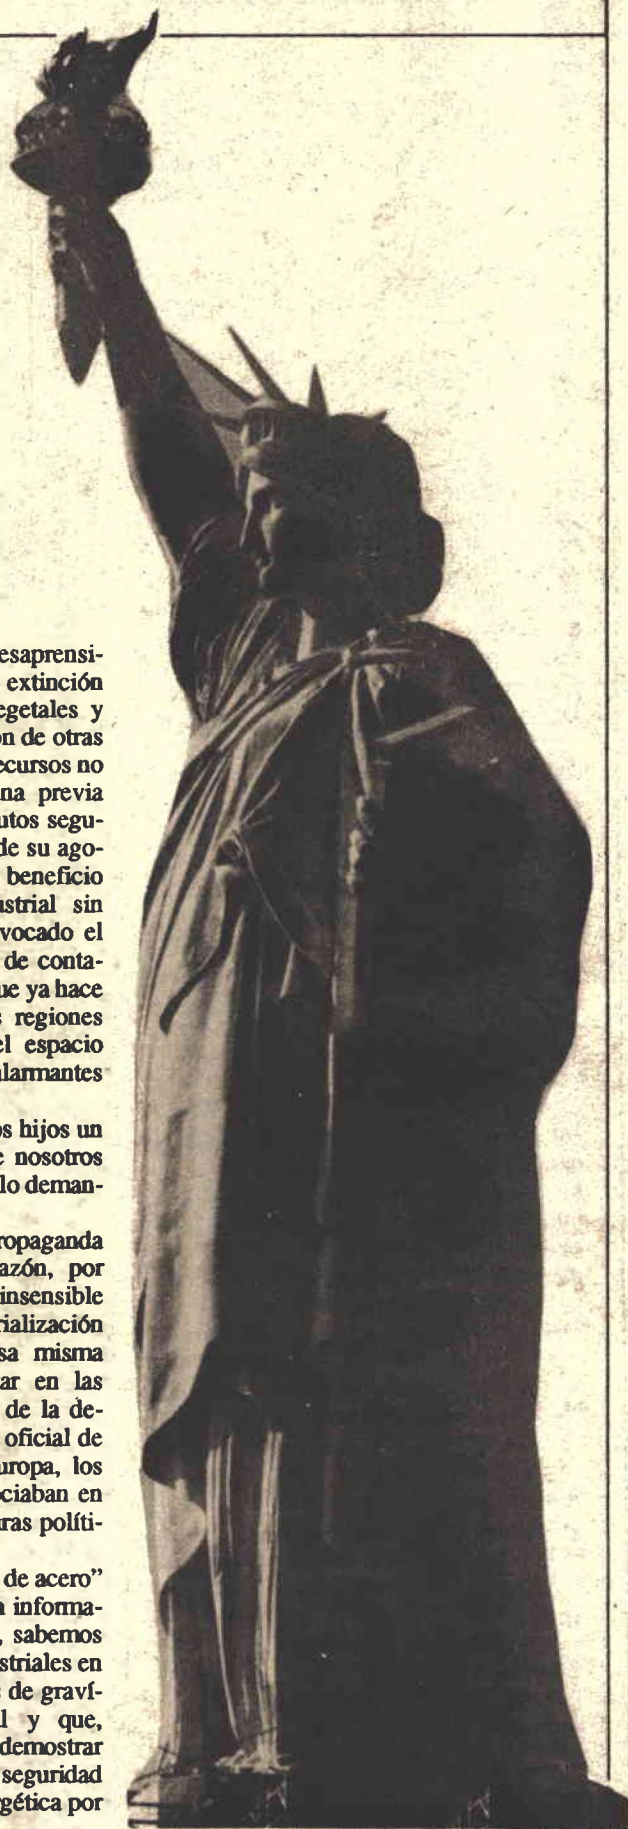 esaprensi-
extinción
egetales y
on de otras
ecursos no
na previa
utos segu-
de su ago-
beneficio
strial sin
vocado el
de conta-
ue ya hace
s regiones
el espacio
larmantes
os hijos un
e nosotros
lo deman-
ropaganda
azón, por
insensible
rialización
sa misma
ar en las
de la de-
oficial de
uropa, los
ciaban en
ras políti-
de acero”
a informa-
, sabemos
striales en
de graví-
l y que,
demostrar
seguridad
gética por